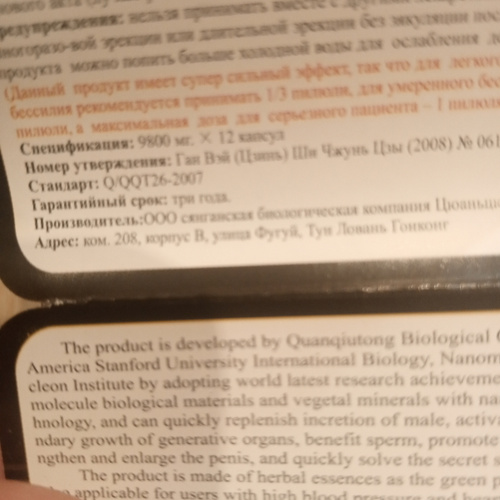 редупреждения: нельзя принимать вместе с другими
эрекции или длительной эрекции без эякуляции
продукта можно попить больше холодной воды для ослабления
(Данный продукт имеет супер сильный эффект, так что для легкого
бессилия рекомендуется принимать 1/3 пилюли, для умеренного
пилюли, а максимальная доза для серьезного пациента – 1 пилюл
Спецификация: 9800 мг. × 12 капсул
Номер утверждения: Ган Вэй (Цзянь) Ши Чжунь Цзы (2008) № 061
Стандарт: Q/QQT26-2007
Гарантийный срок: три года.
Производитель:ООО сянганская биологическая компания Цюаньц
Адрес: ком. 208, корпус В, улица Фугуй, Тун Ловань Гонконг
The product is developed by Quanqiutong Biological
America Stanford University International Biology, Nanom
cleon Institute by adopting world latest research achieveme
molecule biological materials and vegetal minerals with na
hnology, and can quickly replenish incretion of male, activa
ndary growth of generative organs, benefit sperm, promote
ngthen and enlarge the penis, and quickly solve the secret s
The product is made of herbal essences as the green p
applicable for users with high blood pressure and